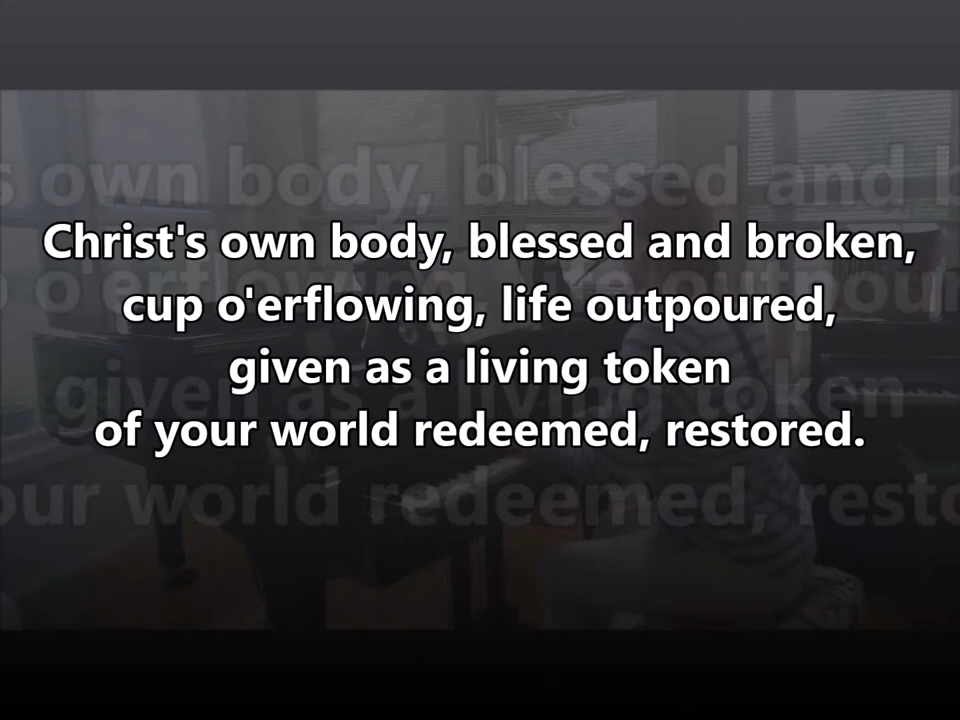 Christ's own body, blessed and broken,
cup o'erflowing, life outpoured,
given as a living token
of your world redeemed, restored.